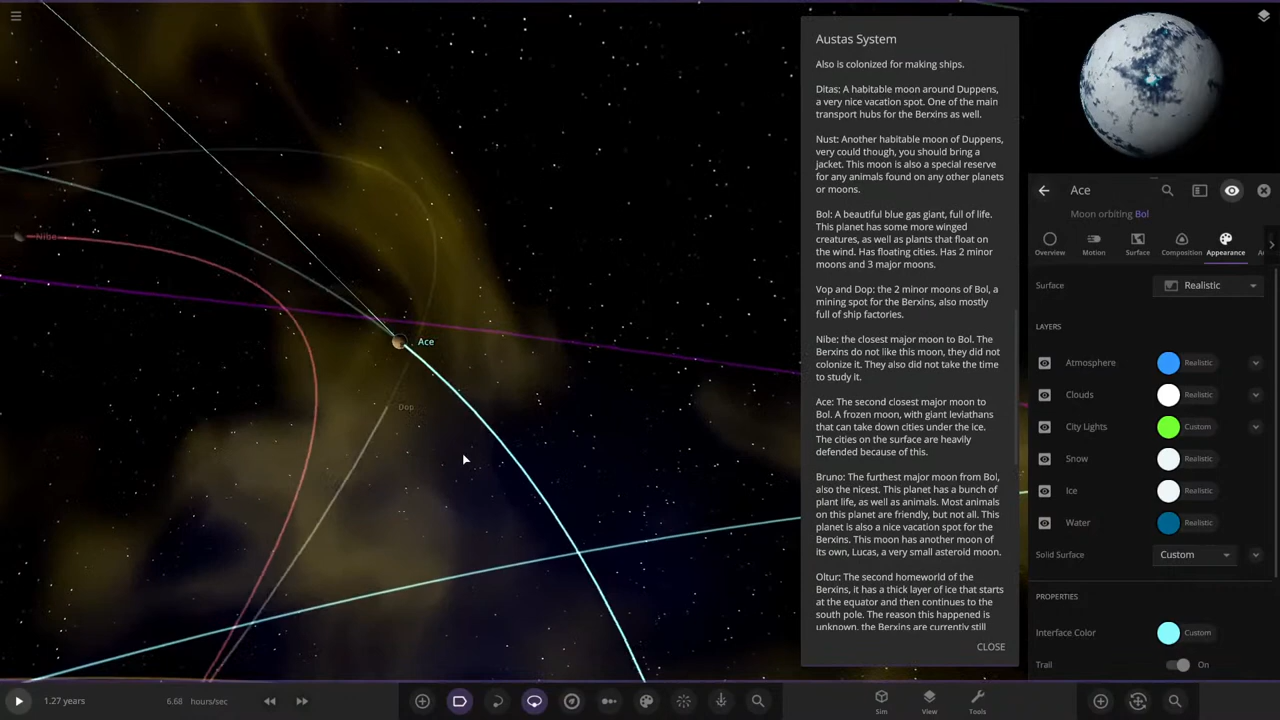 Austas System
Also is colonized for making ships.
Ditas: A habitable moon around Duppens,
a very nice vacation spot. One of the main
transport hubs for the Berxins as well.
Nust: Another habitable moon of Duppens,
very could though, you should bring a
jacket. This moon is also a special reserve
for any animals found on any other planets
or moons.
Bol: A beautiful blue gas giant, full of life.
This planet has some more winged
creatures, as well as plants that float on
the wind. Has floating cities. Has 2 minor
moons and 3 major moons.
Vop and Dop: the 2 minor moons of Bol, a
mining spot for the Berxins, also mostly
full of ship factories.
Nibe: the closest major moon to Bol. The
Berxins do not like this moon, they did not
colonize it. They also did not take the time
to study it.
Ace: The second closest major moon to
Bol. A frozen moon, with giant leviathans
that can take down cities under the ice.
The cities on the surface are heavily
defended because of this.
Bruno: The furthest major moon from Bol,
also the nicest. This planet has a bunch of
plant life, as well as animals. Most animals
on this planet are friendly, but not all. This
planet is also a nice vacation spot for the
Berxins. This moon has another moon of
its own, Lucas, a very small asteroid moon.
Oltur: The second homeworld of the
Berxins, it has a thick layer of ice that starts
at the equator and then continues to the
south pole. The reason this happened is
unknown, the Berxins are currently still
CLOSE
Nibe
Ace
Dop
Ace
Moon orbiting Bol
Overview
Motion
Surface
Composition
Appearance
Surface
Realistic
LAYERS
Atmosphere
Realistic
Clouds
Realistic
City Lights
Custom
Snow
Realistic
Ice
Realistic
Water
Realistic
Solid Surface
Custom
PROPERTIES
Interface Color
Custom
Trail
On
1.27 years
6.68 hours/sec
Sim
View
Tools